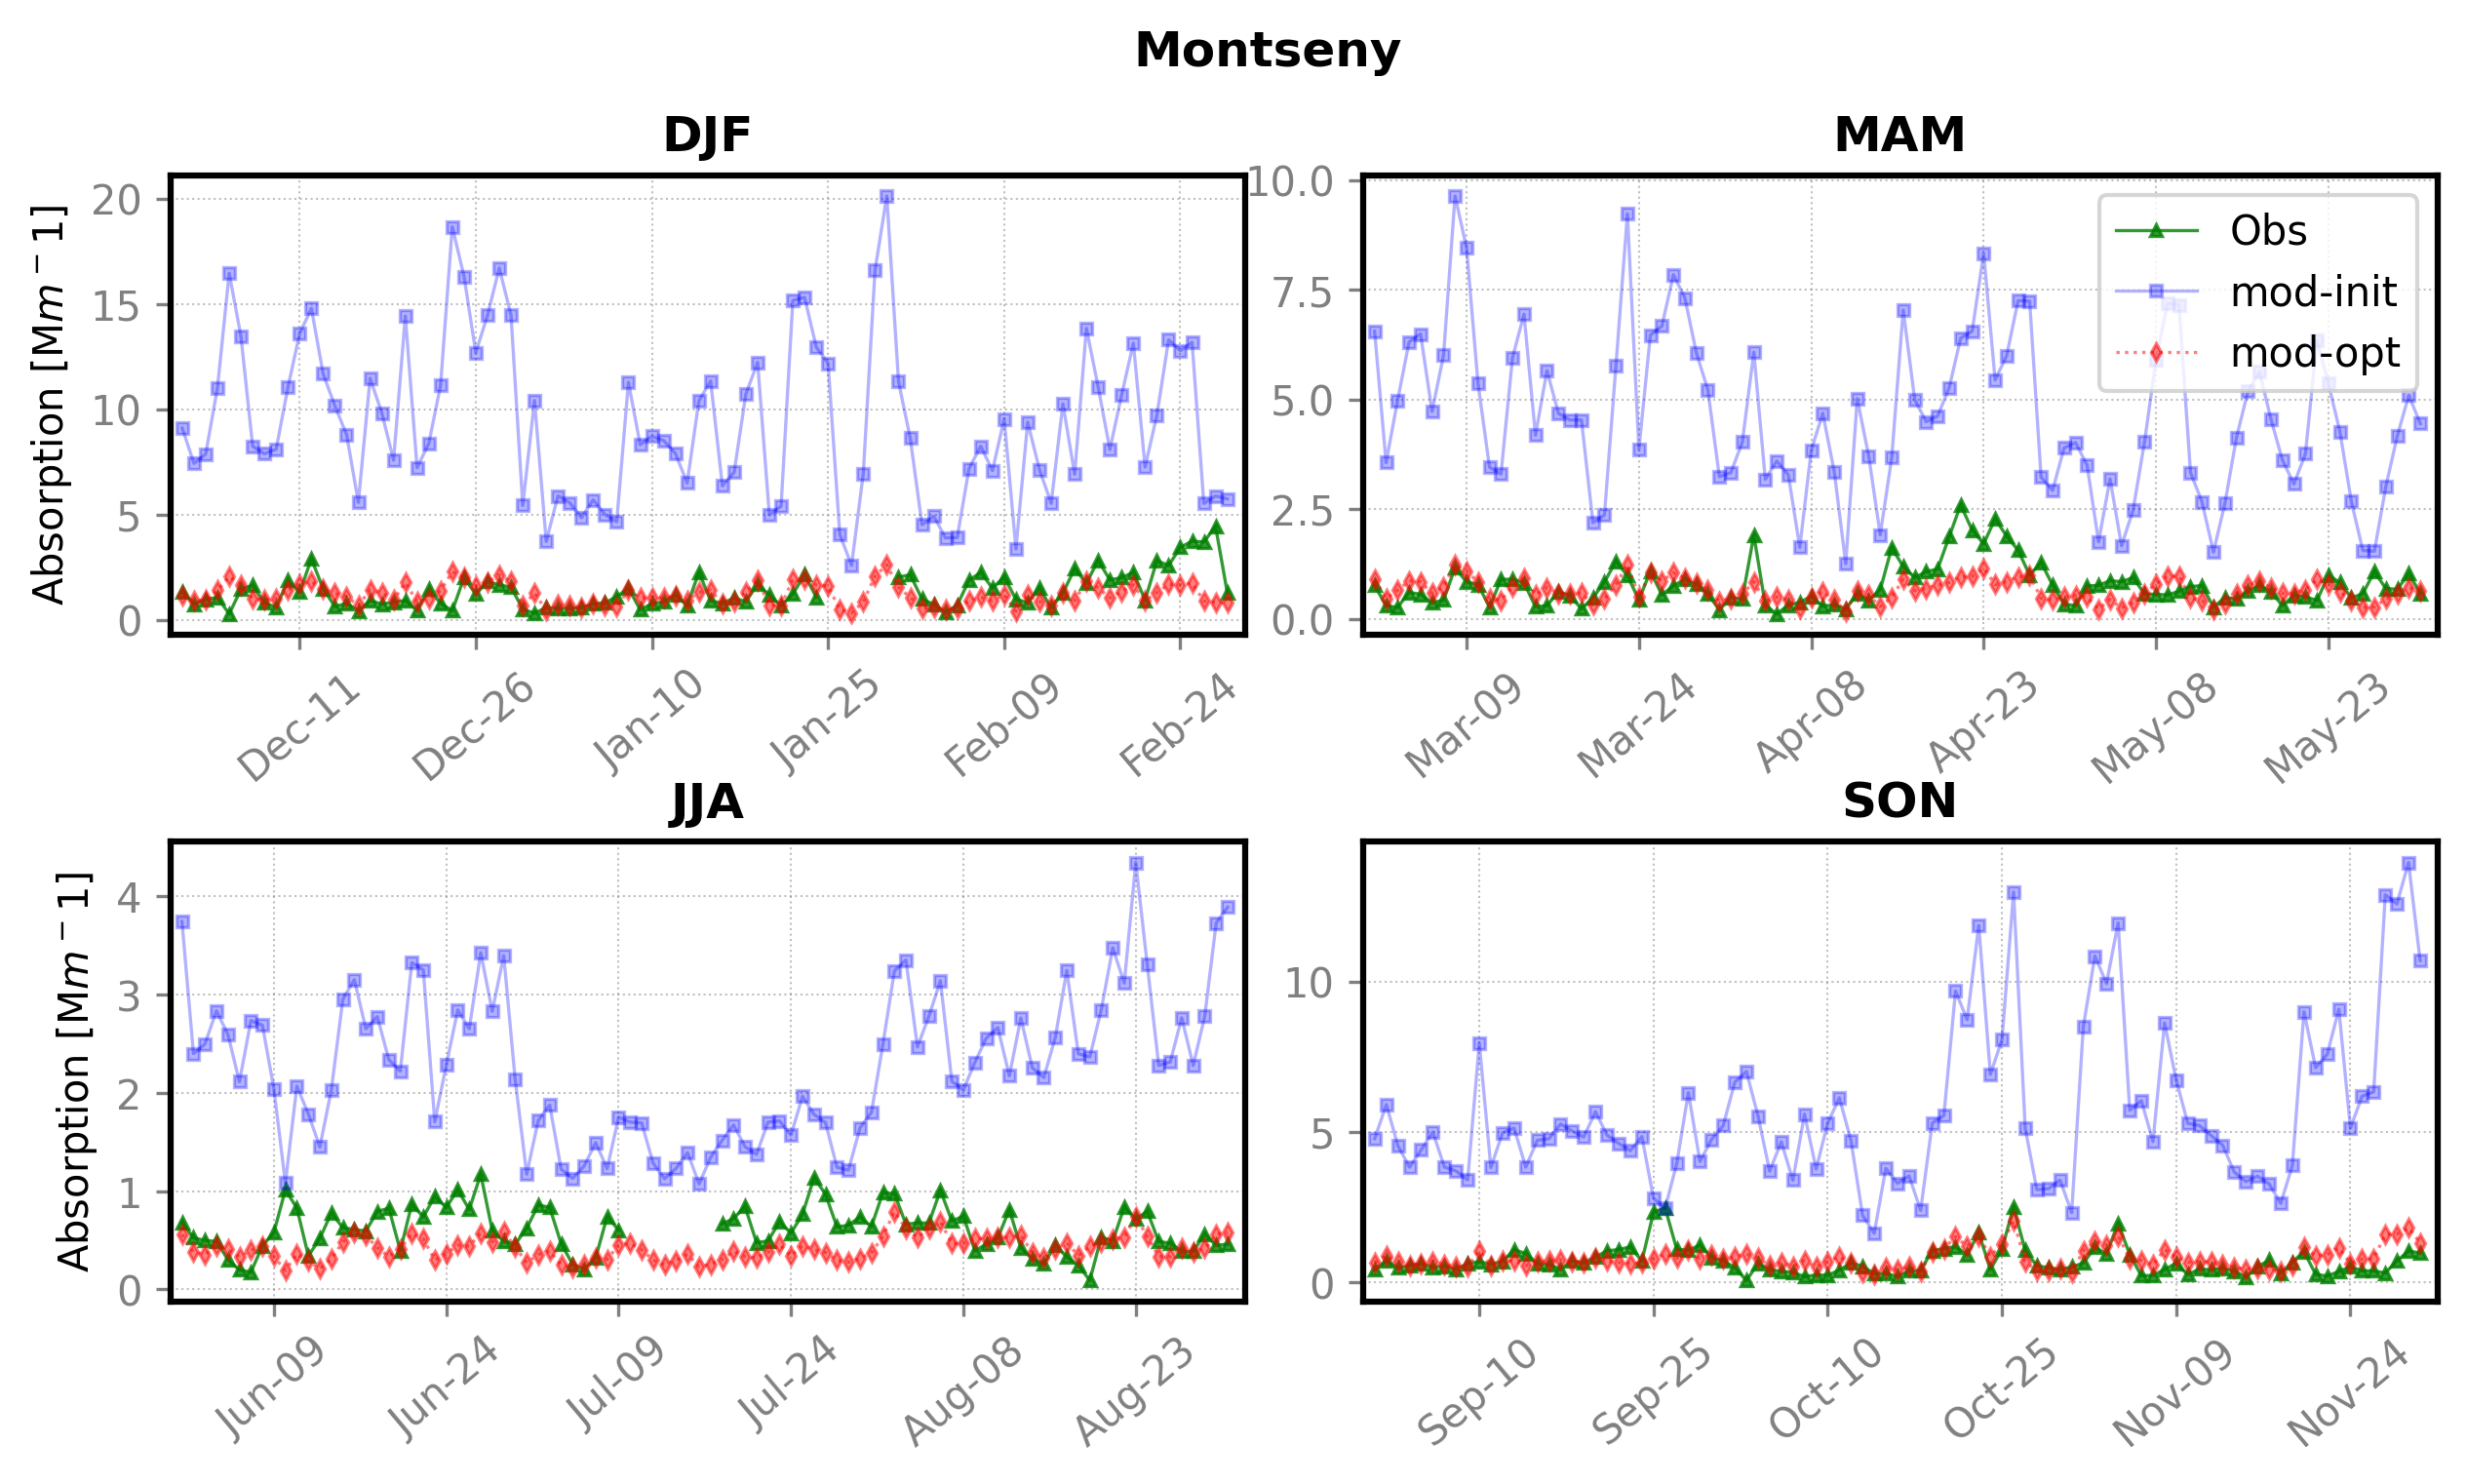 Montseny
DJF
Absorption [Mm − 1]
20
15
10
5
0
Dec-11
Dec-26
Jan-10
Jan-25
Feb-09
Feb-24
MAM
10.0
7.5
5.0
2.5
0.0
Obs
mod-init
mod-opt
Mar-09
Mar-24
Apr-08
Apr-23
May-08
May-23
JJA
Absorption [Mm − 1]
4
3
2
1
0
Jun-09
Jun-24
Jul-09
Jul-24
Aug-08
Aug-23
SON
10
5
0
Sep-10
Sep-25
Oct-10
Oct-25
Nov-09
Nov-24